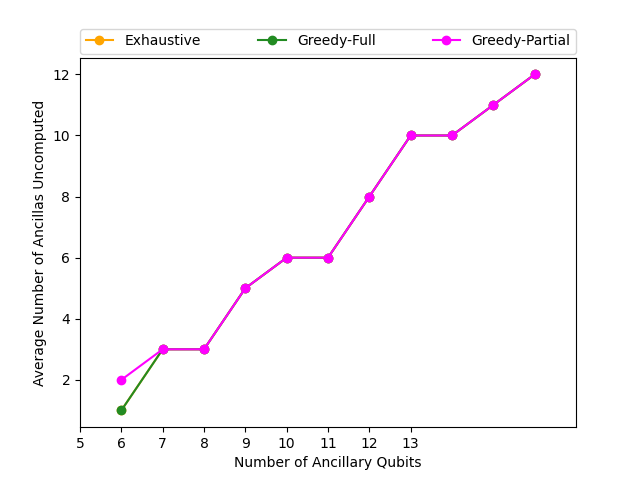 Exhaustive Greedy-Full Greedy-Partial
Average Number of Ancillas Uncomputed
12
10
8
6
4
2
5 6 7 8 9 10 11 12 13
Number of Ancillary Qubits